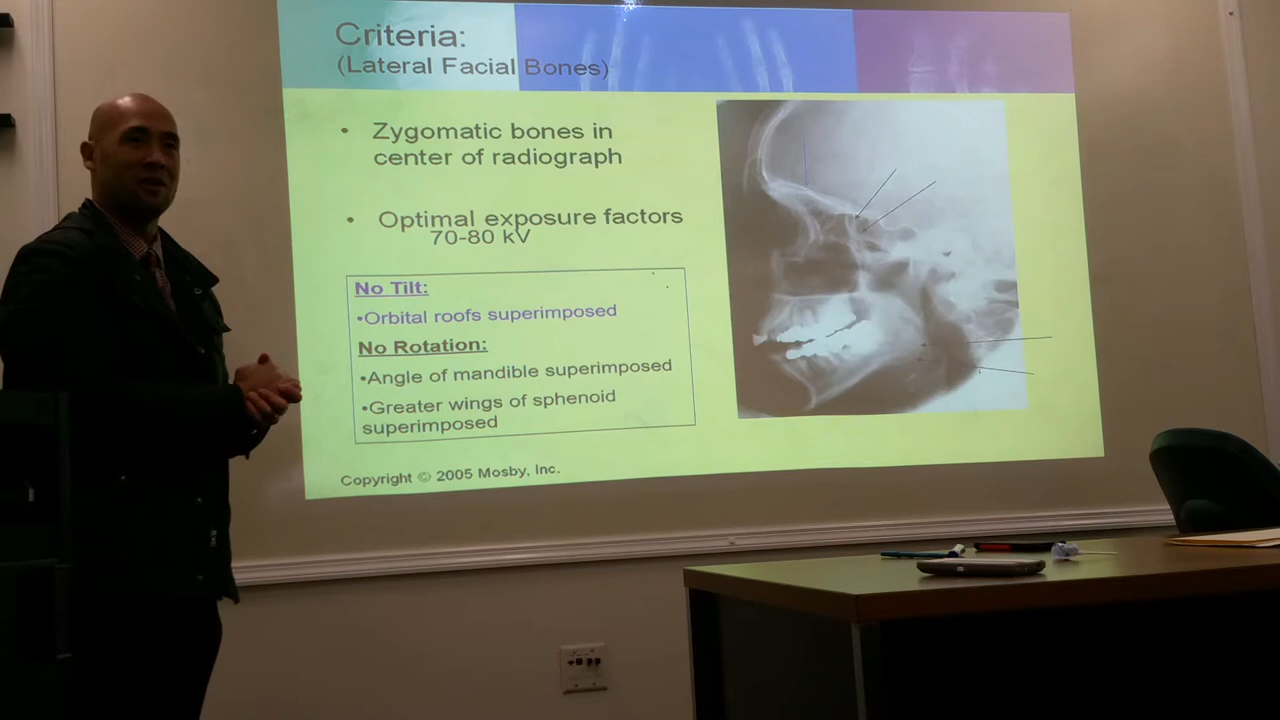 Criteria:
(Lateral Facial Bones)
• Zygomatic bones in
center of radiograph
• Optimal exposure factors
70-80 kV
No Tilt:
•Orbital roofs superimposed
No Rotation:
•Angle of mandible superimposed
•Greater wings of sphenoid
superimposed
Copyright © 2005 Mosby, Inc.